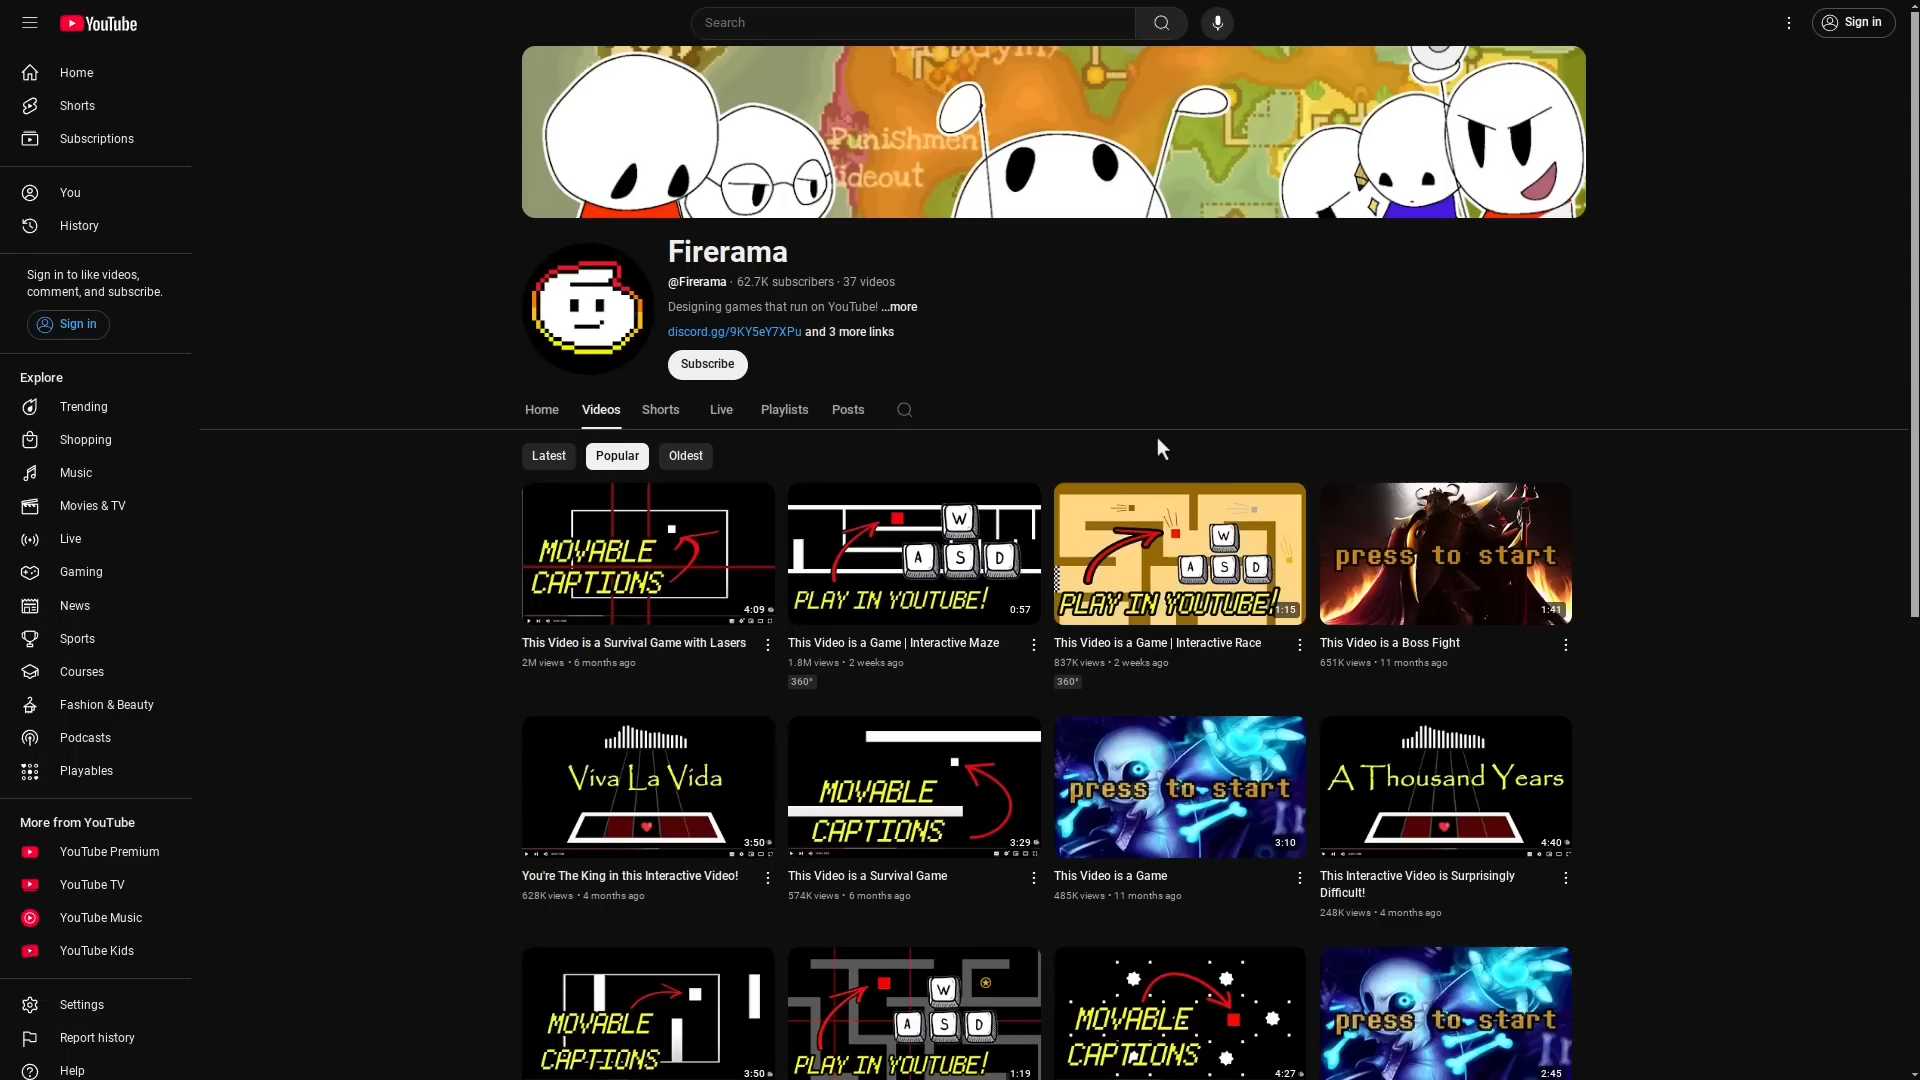 YouTube
Search
Sign in
Home
Shorts
Subscriptions
You
History
Sign in to like videos,
comment, and subscribe.
Sign in
Explore
Trending
Shopping
Music
Movies & TV
Live
Gaming
News
Sports
Courses
Fashion & Beauty
Podcasts
Playables
More from YouTube
YouTube Premium
YouTube TV
YouTube Music
YouTube Kids
Settings
Report history
Help
Punishmen
ideout
Firerama
@Firerama · 62.7K subscribers · 37 videos
Designing games that run on YouTube! ...more
discord.gg/9KY5eY7XPu and 3 more links
Subscribe
Home Videos Shorts Live Playlists Posts
Latest Popular Oldest
MOVABLE
CAPTIONS
4:09
This Video is a Survival Game with Lasers
2M views • 6 months ago
W
A S D
PLAY IN YOUTUBE!
0:57
This Video is a Game | Interactive Maze
1.8M views • 2 weeks ago
360°
W
A S D
PLAY IN YOUTUBE!
1:15
This Video is a Game | Interactive Race
837K views • 2 weeks ago
360°
press to start
1:41
This Video is a Boss Fight
651K views • 11 months ago
Viva La Vida
3:50
You're The King in this Interactive Video!
628K views • 4 months ago
MOVABLE
CAPTIONS
3:29
This Video is a Survival Game
574K views • 6 months ago
press to start
3:10
This Video is a Game
485K views • 11 months ago
A Thousand Years
4:40
This Interactive Video is Surprisingly
Difficult!
248K views • 4 months ago
MOVABLE
CAPTIONS
3:50
W
A S D
PLAY IN YOUTUBE!
1:19
MOVABLE
CAPTIONS
4:27
press to start
2:45